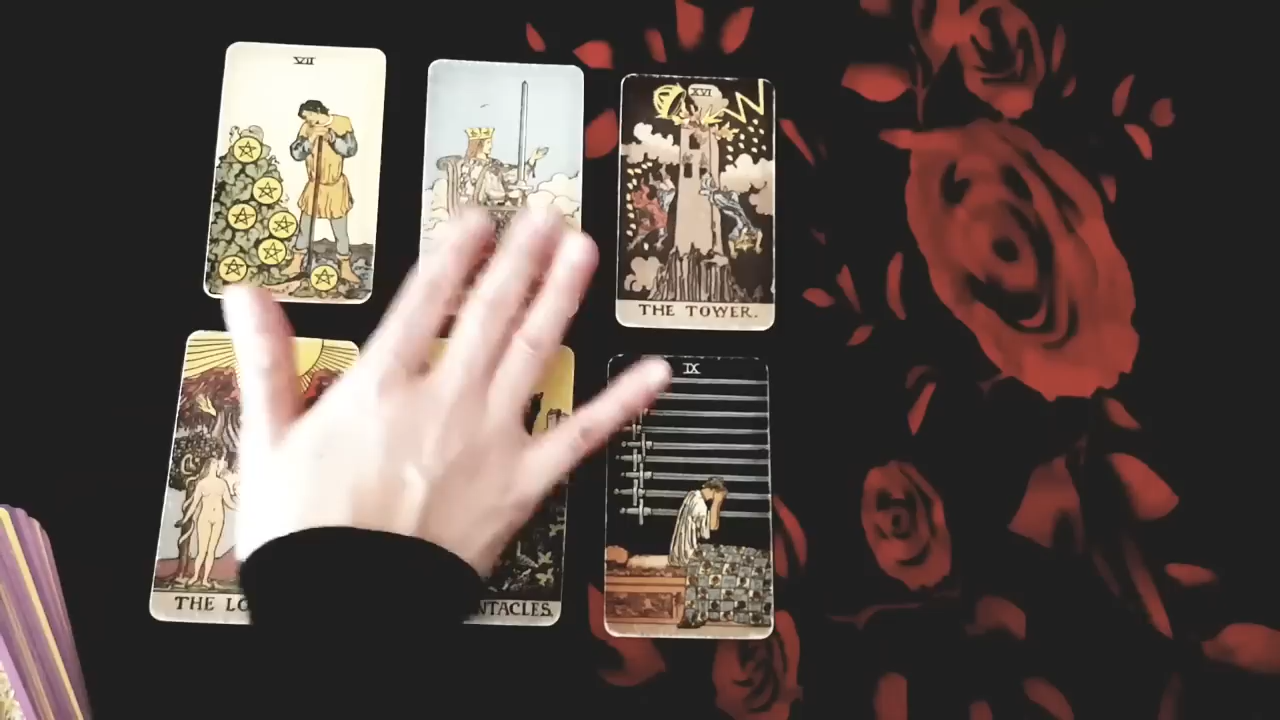 VII
XVI
THE TOWER.
IX
THE LO
NTACLES